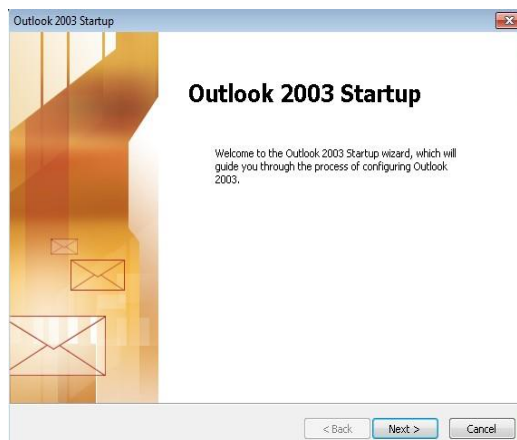 Outlook 2003 Startup
Outlook 2003 Startup
Welcome to the Outlook 2003 Startup wizard, which will
guide you through the process of configuring Outlook
2003.
< Back Next > Cancel